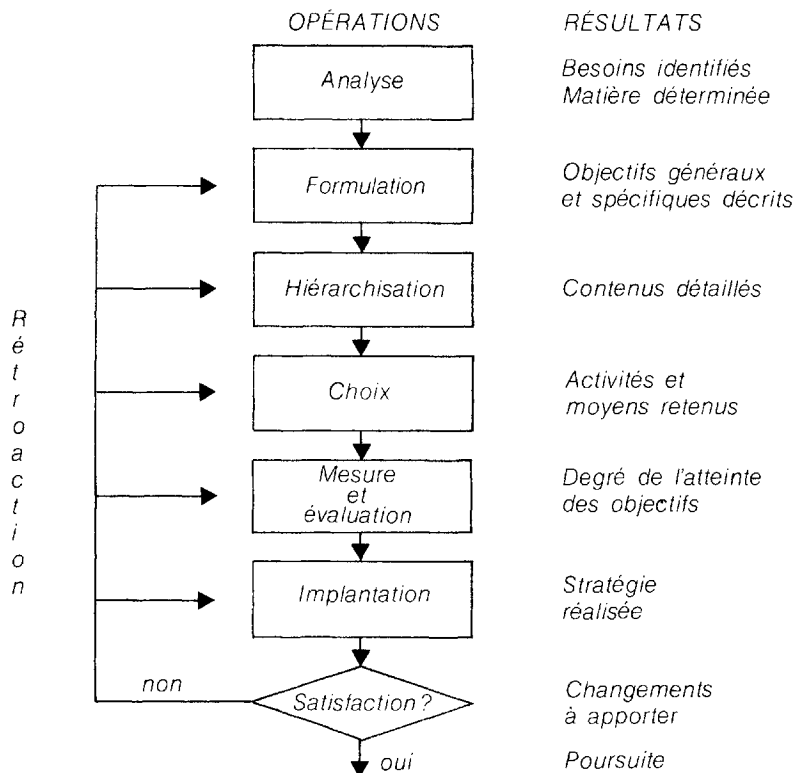 OPÉRATIONS
RÉSULTATS
Analyse
Besoins identifiés
Matière déterminée
Formulation
Objectifs généraux
et spécifiques décrits
Hiérarchisation
Contenus détaillés
Choix
Activités et
moyens retenus
Mesure
et
évaluation
Degré de l'atteinte
des objectifs
Implantation
Stratégie
réalisée
Rétroaction
non
Satisfaction?
Changements
à apporter
oui
Poursuite